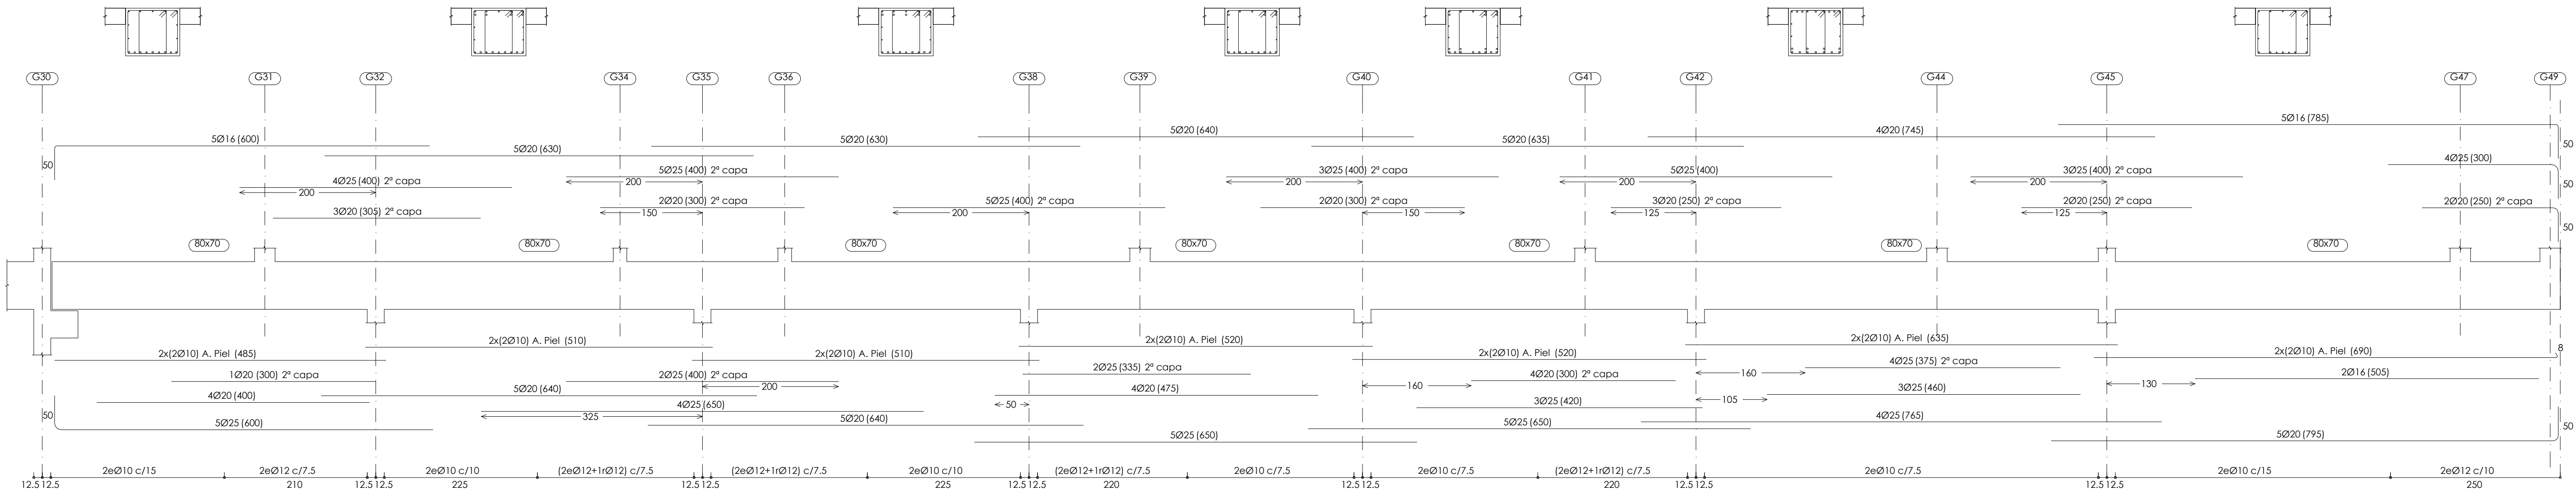 G30 G31 G32 G34 G35 G36 G38 G39 G40 G41 G42 G44 G45 G47 G49
5Ø16 (785)
5Ø20 (640) 4Ø20 (745)
5Ø16 (600) 5Ø20 (630) 5Ø20 (635) 50
5Ø20 (630)
50 4Ø25 (300)
5Ø25 (400) 2ª capa 3Ø25 (400) 2ª capa 5Ø25 (400) 3Ø25 (400) 2ª capa
4Ø25 (400) 2ª capa 200 200 200 200 50
200
2Ø20 (300) 2ª capa 5Ø25 (400) 2ª capa 2Ø20 (300) 2ª capa 3Ø20 (250) 2ª capa 2Ø20 (250) 2ª capa 2Ø20 (250) 2ª capa
3Ø20 (305) 2ª capa 150 200 150 125 125
50
80x70 80x70 80x70 80x70 80x70 80x70 80x70
2x(2Ø10) A. Piel (510) 2x(2Ø10) A. Piel (520) 2x(2Ø10) A. Piel (635)
8
2x(2Ø10) A. Piel (485) 2x(2Ø10) A. Piel (510) 2x(2Ø10) A. Piel (520) 2x(2Ø10) A. Piel (690)
2Ø25 (335) 2ª capa 4Ø25 (375) 2ª capa
160
1Ø20 (300) 2ª capa 2Ø25 (400) 2ª capa 4Ø20 (300) 2ª capa 2Ø16 (505)
200 160 130
5Ø20 (640) 4Ø20 (475) 3Ø25 (460)
4Ø20 (400) 105
50
4Ø25 (650) 3Ø25 (420)
50 325
5Ø25 (600) 5Ø20 (640) 5Ø25 (650) 4Ø25 (765) 50
5Ø25 (650) 5Ø20 (795)
2eØ10 c/15 2eØ12 c/7.5 2eØ10 c/10 (2eØ12+1rØ12) c/7.5 (2eØ12+1rØ12) c/7.5 2eØ10 c/10 (2eØ12+1rØ12) c/7.5 2eØ10 c/7.5 2eØ10 c/7.5 (2eØ12+1rØ12) c/7.5 2eØ10 c/7.5 2eØ10 c/15 2eØ12 c/10
12.5 12.5 210 12.5 12.5 225 12.5 12.5 225 12.5 12.5 220 12.5 12.5 220 12.5 12.5 12.5 12.5 250